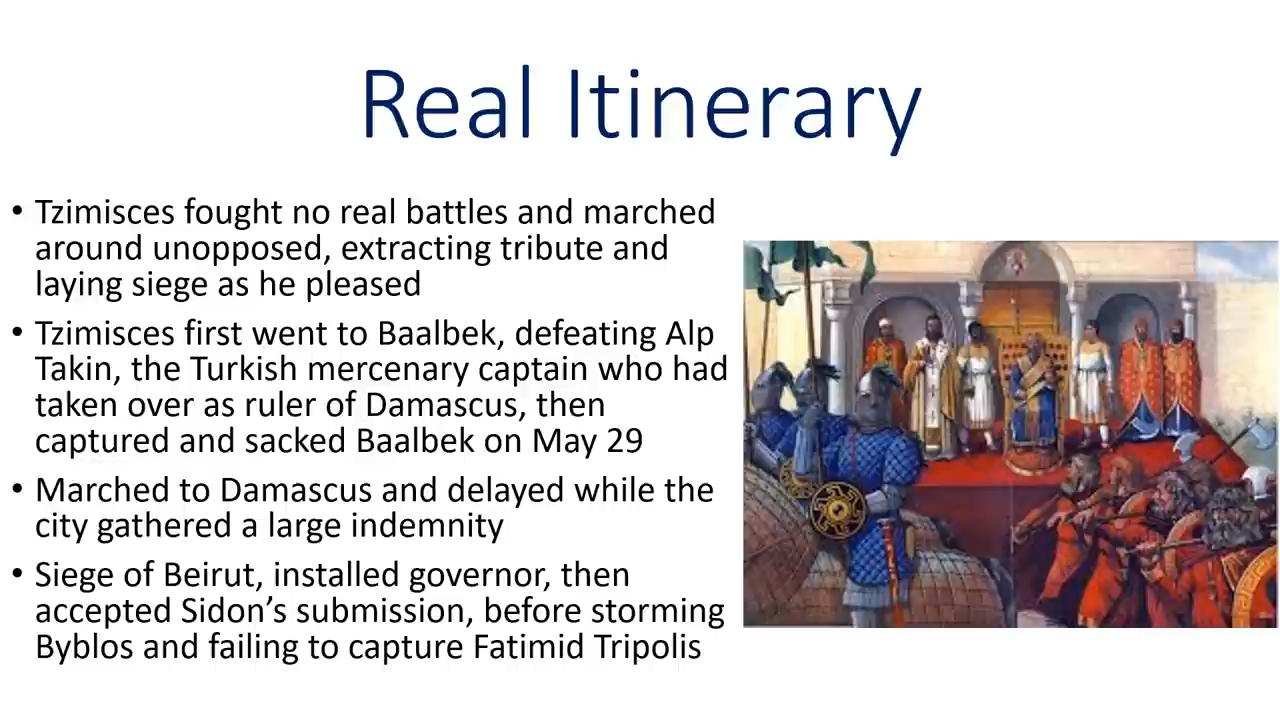 Real Itinerary
• Tzimisces fought no real battles and marched
around unopposed, extracting tribute and
laying siege as he pleased
• Tzimisces first went to Baalbek, defeating Alp
Takin, the Turkish mercenary captain who had
taken over as ruler of Damascus, then
captured and sacked Baalbek on May 29
• Marched to Damascus and delayed while the
city gathered a large indemnity
• Siege of Beirut, installed governor, then
accepted Sidon’s submission, before storming
Byblos and failing to capture Fatimid Tripolis